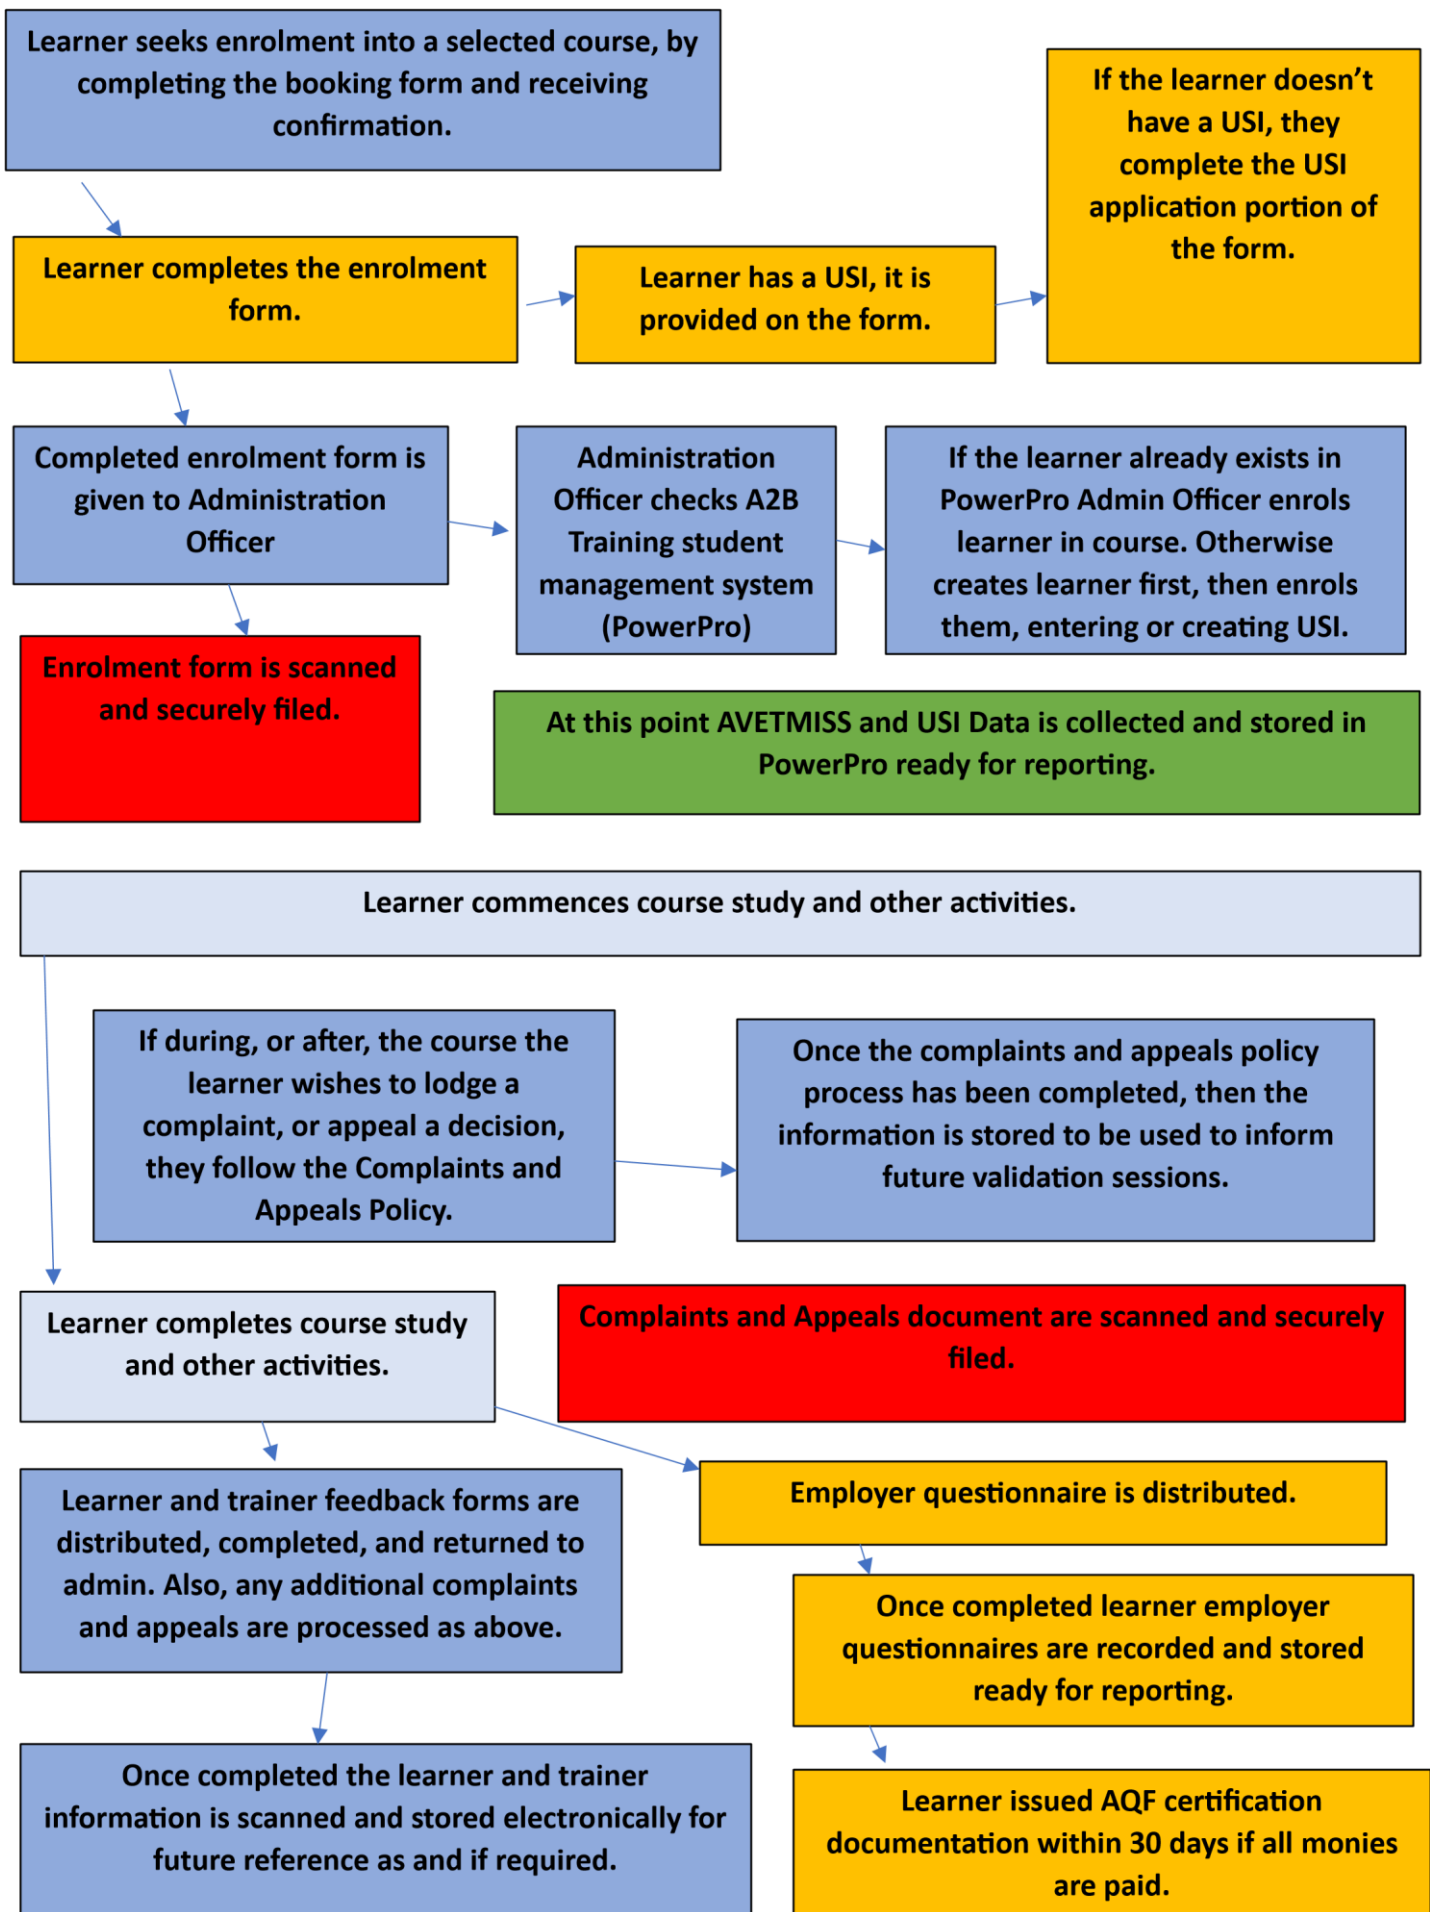 Learner seeks enrolment into a selected course, by
completing the booking form and receiving
confirmation.
If the learner doesn’t
have a USI, they
complete the USI
application portion of
the form.
Learner completes the enrolment
form.
Learner has a USI, it is
provided on the form.
Completed enrolment form is
given to Administration
Officer
Administration
Officer checks A2B
Training student
management system
(PowerPro)
If the learner already exists in
PowerPro Admin Officer enrols
learner in course. Otherwise
creates learner first, then enrols
them, entering or creating USI.
Enrolment form is scanned
and securely filed.
At this point AVETMISS and USI Data is collected and stored in
PowerPro ready for reporting.
Learner commences course study and other activities.
If during, or after, the course the
learner wishes to lodge a
complaint, or appeal a decision,
they follow the Complaints and
Appeals Policy.
Once the complaints and appeals policy
process has been completed, then the
information is stored to be used to inform
future validation sessions.
Learner completes course study
and other activities.
Complaints and Appeals document are scanned and securely
filed.
Learner and trainer feedback forms are
distributed, completed, and returned to
admin. Also, any additional complaints
and appeals are processed as above.
Employer questionnaire is distributed.
Once completed learner employer
questionnaires are recorded and stored
ready for reporting.
Once completed the learner and trainer
information is scanned and stored electronically for
future reference as and if required.
Learner issued AQF certification
documentation within 30 days if all monies
are paid.